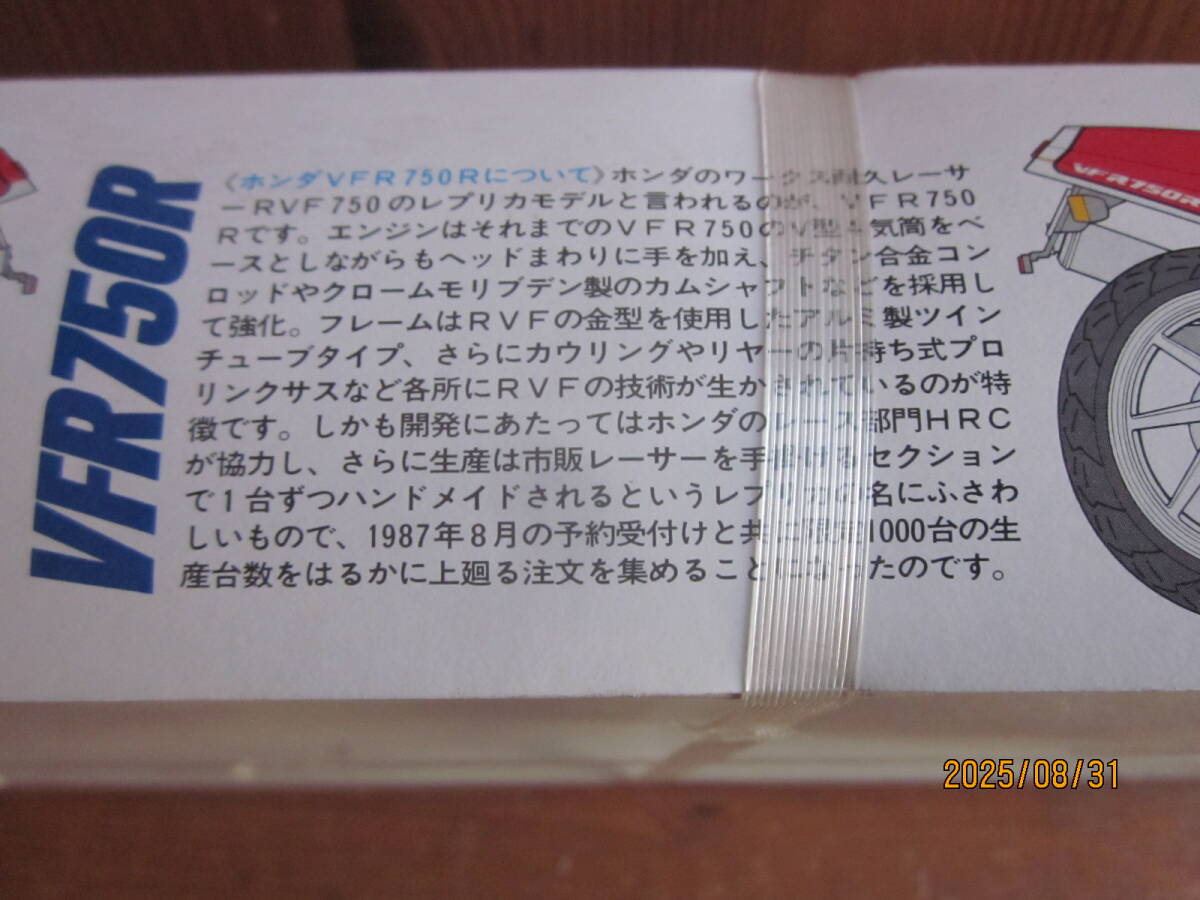 VFR750R
《ホンダVFR750Rについて》ホンダのワークス耐久レーサ
ーRVF750のレプリカモデルと言われるのが、VFR750
Rです。エンジンはそれまでのVFR750のV型4気筒をベ
ースとしながらもヘッドまわりに手を加え、チタン合金コン
ロッドやクロームモリブデン製のカムシャフトなどを採用し
て強化。フレームはRVFの金型を使用したアルミ製ツイン
チューブタイプ、さらにカウリングやリヤーの片持ち式プロ
リンクサスなど各所にRVFの技術が生かされているのが特
徴です。しかも開発にあたってはホンダのレース部門HRC
が協力し、さらに生産は市販レーサーを手掛けるセクション
で1台ずつハンドメイドされるというレプリカの名にふさわ
しいもので、1987年8月の予約受付けと共に限定1000台の生
産台数をはるかに上廻る注文を集めることになったのです。
VFR750R
2025/08/31